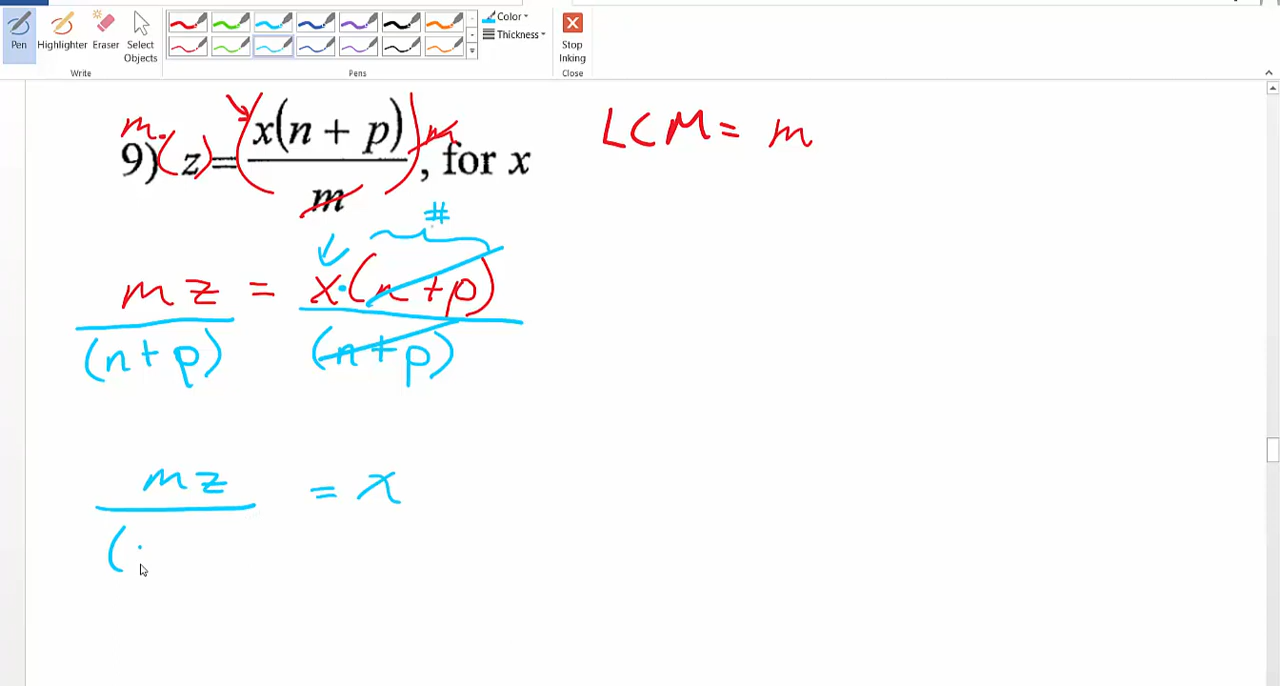 Pen Highlighter Eraser Select Objects
Color
Thickness
Stop Inking
Write Pens Close
m·
9) (z) = (x(n + p) / m) m, for x
LCM = m
#
mz = x·(n+p)
(n+p) (n+p)
mz = x
(